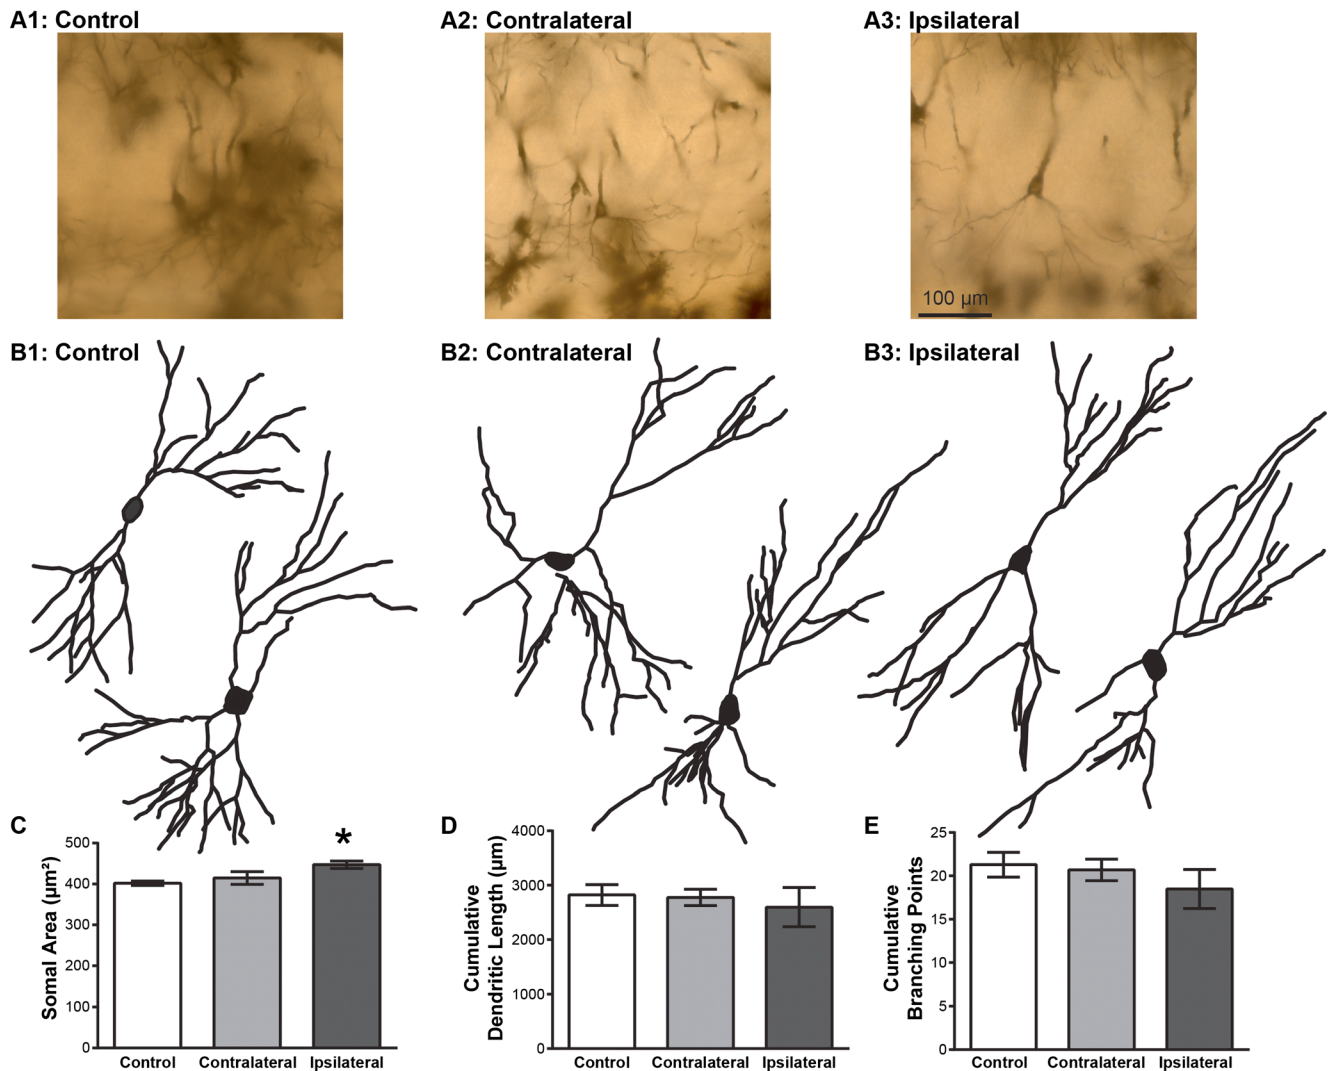 A1: Control
A2: Contralateral
A3: Ipsilateral
100 µm
B1: Control
B2: Contralateral
B3: Ipsilateral
C
*
Somal Area (µm²)
500
400
300
200
100
0
Control
Contralateral
Ipsilateral
D
Cumulative
Dendritic Length (µm)
4000
3000
2000
1000
0
Control
Contralateral
Ipsilateral
E
Cumulative
Branching Points
25
20
15
10
5
0
Control
Contralateral
Ipsilateral